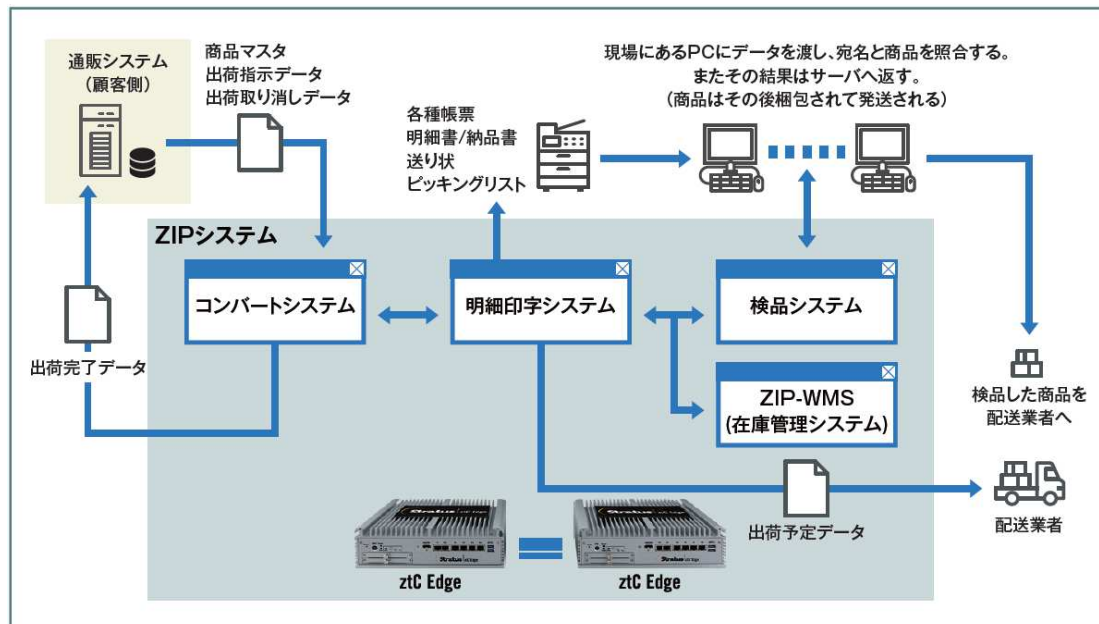 通販システム
(顧客側)
商品マスタ
出荷指示データ
出荷取り消しデータ
各種帳票
明細書/納品書
送り状
ピッキングリスト
現場にあるPCにデータを渡し、宛名と商品を照合する。
またその結果はサーバへ返す。
(商品はその後梱包されて発送される)
ZIPシステム
コンバートシステム
明細印字システム
検品システム
出荷完了データ
ZIP-WMS
(在庫管理システム)
検品した商品を
配送業者へ
出荷予定データ
配送業者
Stratus
Stratus
Stratus
Stratus
ztC Edge
ztC Edge